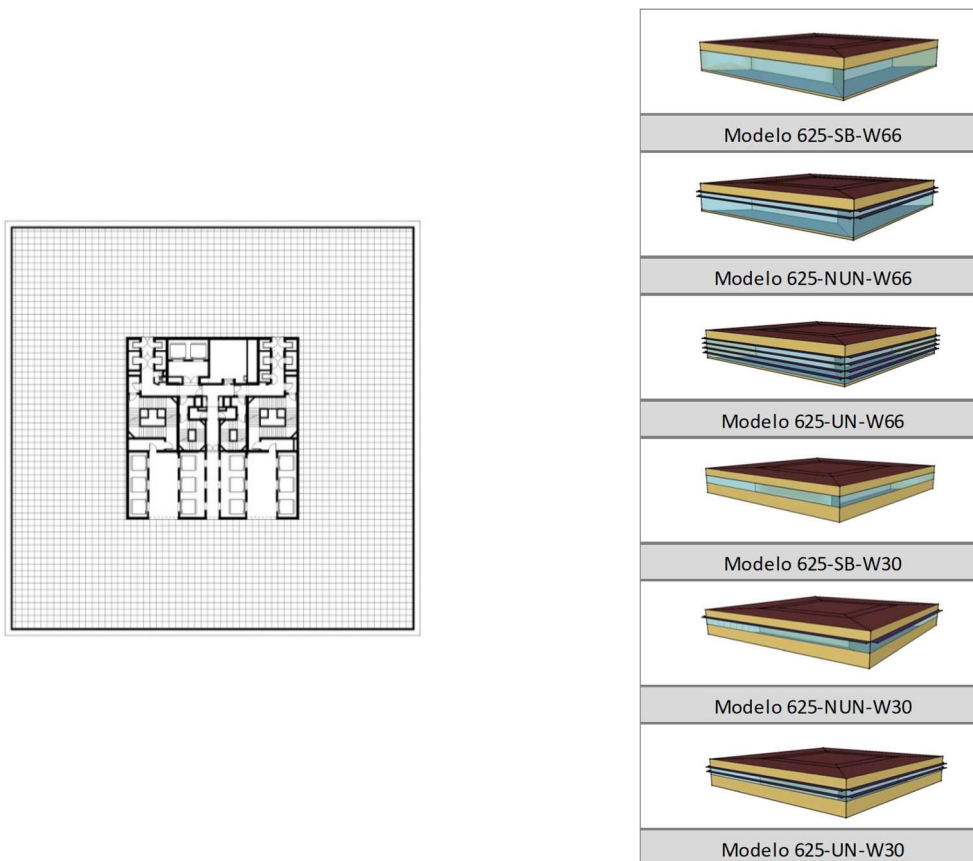 Modelo 625-SB-W66
Modelo 625-NUN-W66
Modelo 625-UN-W66
Modelo 625-SB-W30
Modelo 625-NUN-W30
Modelo 625-UN-W30